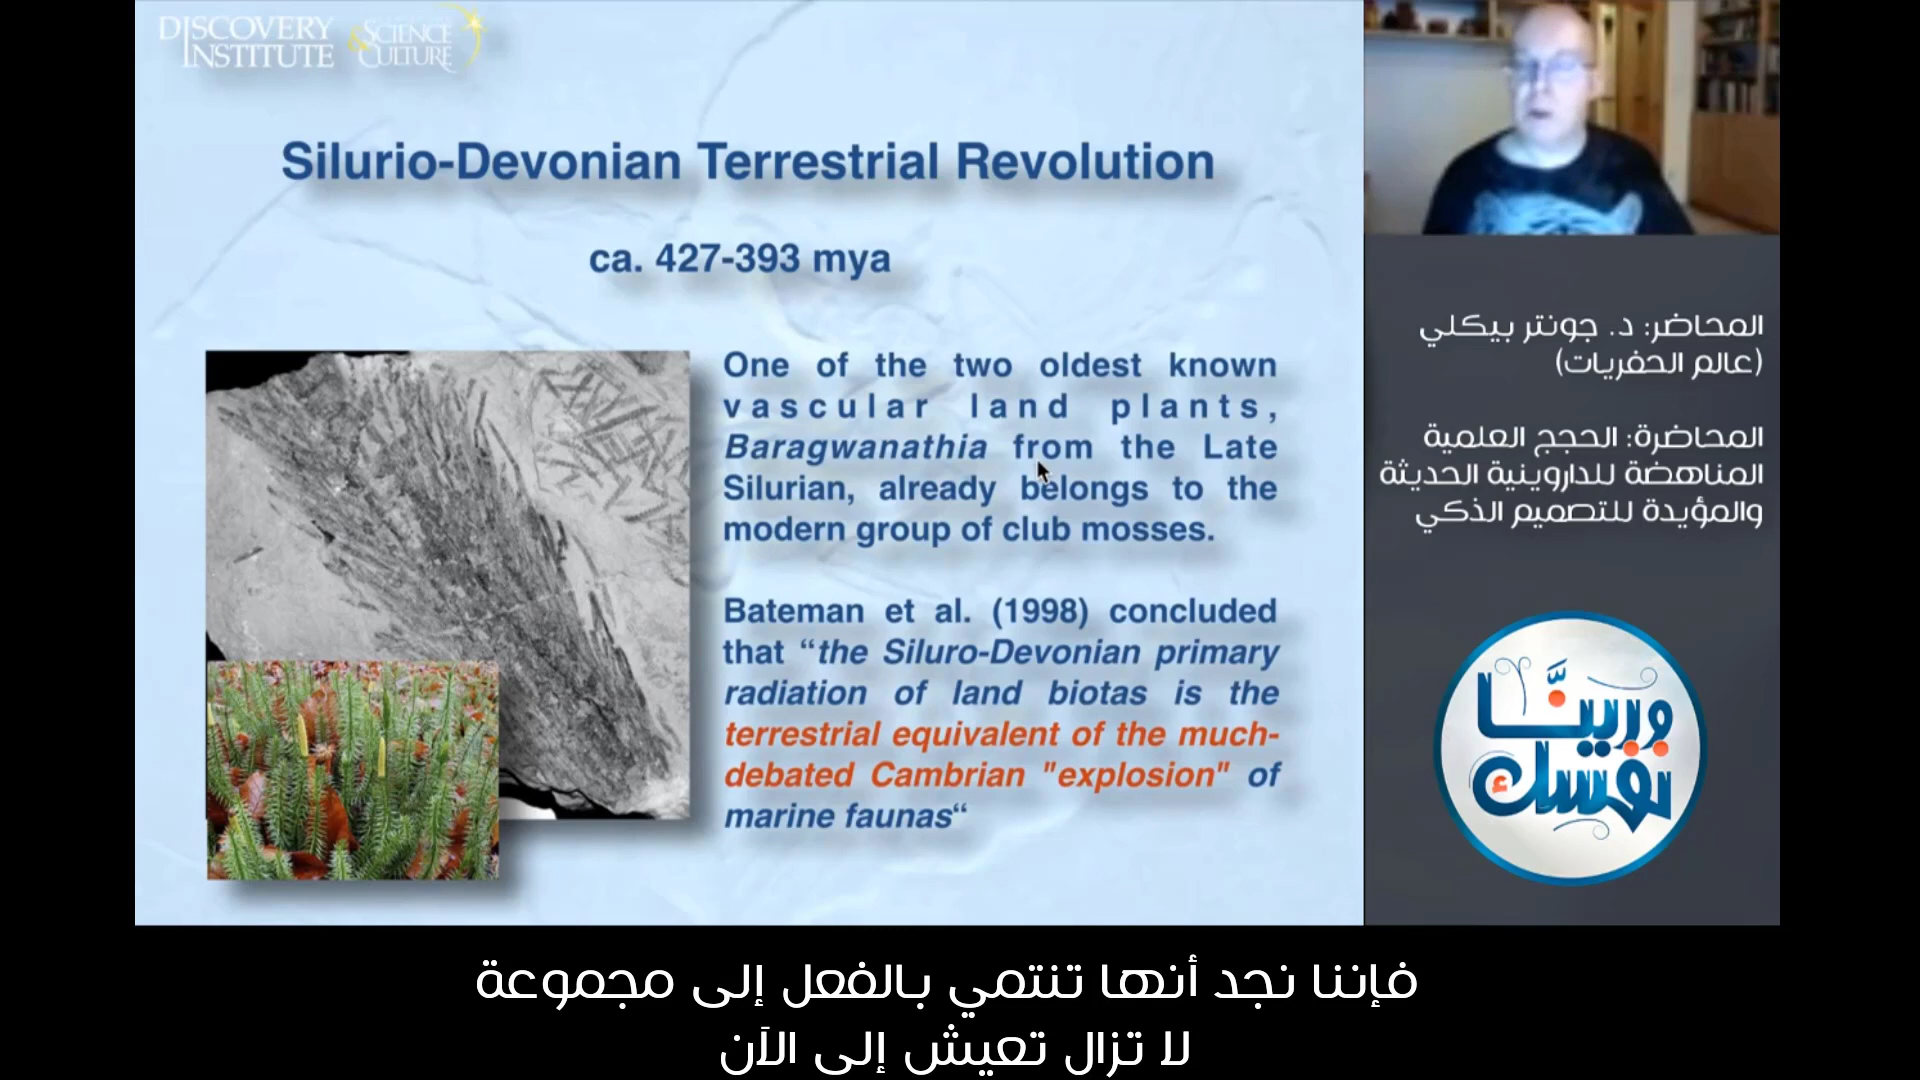 DISCOVERY
INSTITUTE
SCIENCE
& CULTURE
Silurio-Devonian Terrestrial Revolution
ca. 427-393 mya
One of the two oldest known
vascular land plants,
Baragwanathia from the Late
Silurian, already belongs to the
modern group of club mosses.
Bateman et al. (1998) concluded
that “the Siluro-Devonian primary
radiation of land biotas is the
terrestrial equivalent of the much-
debated Cambrian "explosion" of
marine faunas“
المحاضر: د. جونتر بيكلي
(عالم الحفريات)
المحاضرة: الحجج العلمية
المناهضة للداروينية الحديثة
والمؤيدة للتصميم الذكي
ورينَّا
نفسك
فإننا نجد أنها تنتمي بالفعل إلى مجموعة
لا تزال تعيش إلى الآن